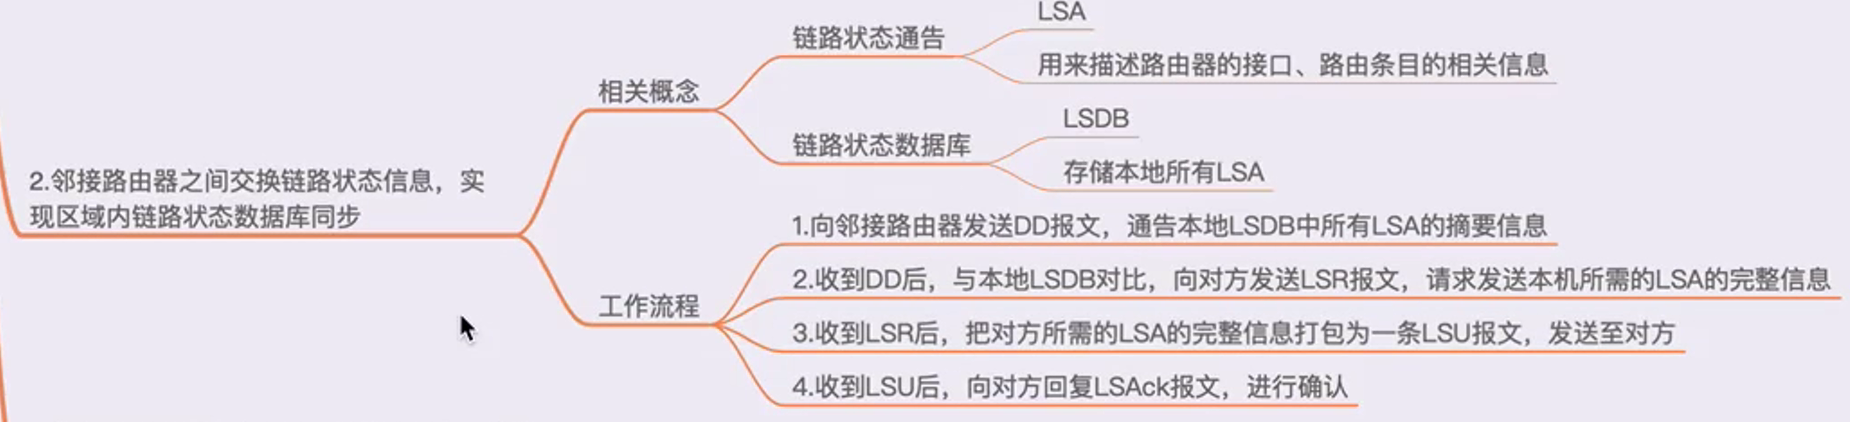 2.邻接路由器之间交换链路状态信息，实
现区域内链路状态数据库同步
相关概念
链路状态通告
LSA
用来描述路由器的接口、路由条目的相关信息
链路状态数据库
LSDB
存储本地所有LSA
工作流程
1.向邻接路由器发送DD报文，通告本地LSDB中所有LSA的摘要信息
2.收到DD后，与本地LSDB对比，向对方发送LSR报文，请求发送本机所需的LSA的完整信息
3.收到LSR后，把对方所需的LSA的完整信息打包为一条LSU报文，发送至对方
4.收到LSU后，向对方回复LSAck报文，进行确认